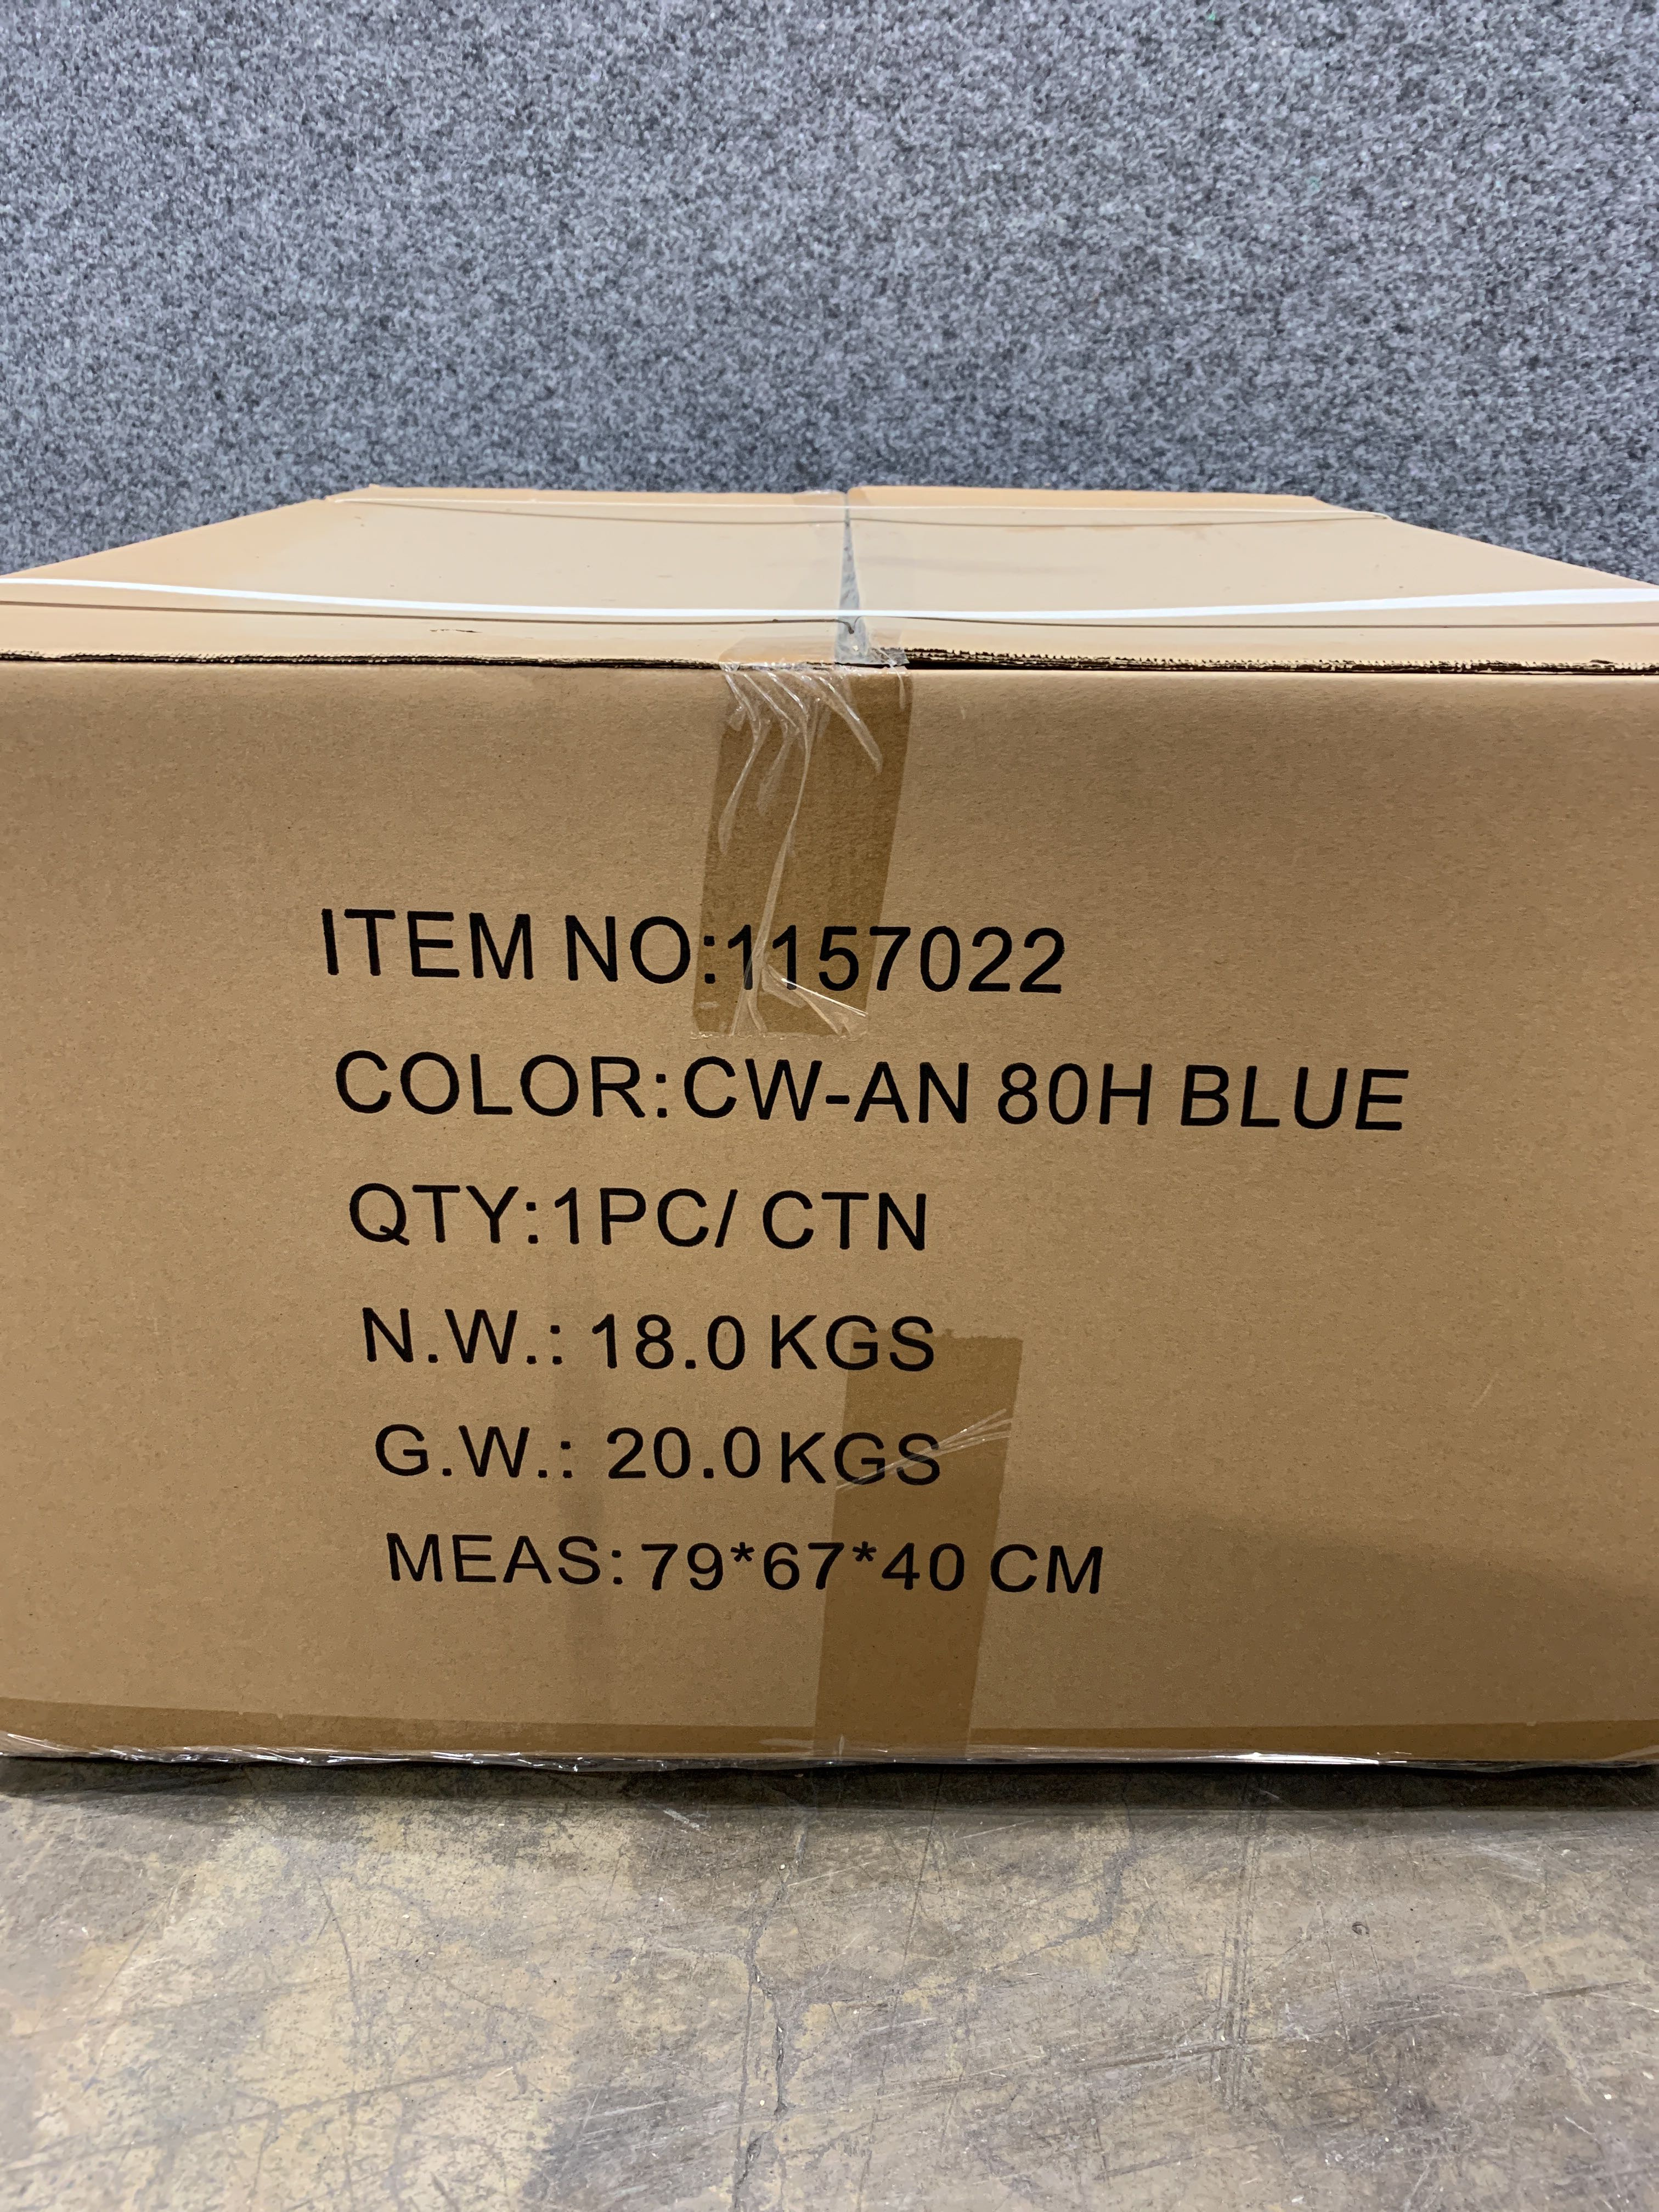 ITEM NO:1157022
COLOR:CW-AN 80H BLUE
QTY:1PC/ CTN
N.W.: 18.0 KGS
G.W.: 20.0 KGS
MEAS: 79*67*40 CM